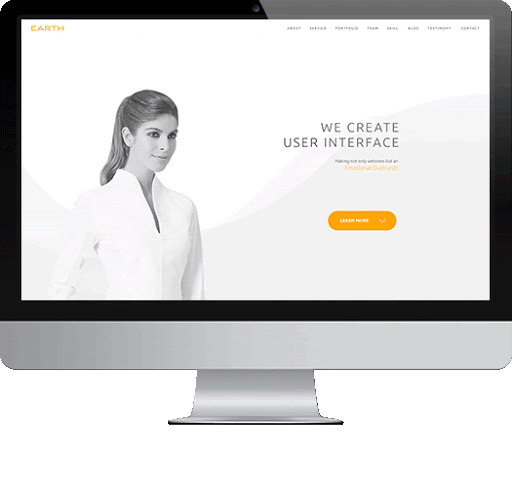 EARTH
ABOUT SERVICE PORTFOLIO TEAM SKILL BLOG TESTIMONY CONTACT
WE CREATE
USER INTERFACE
Making not only websites but an
Emotional
LEARN MORE